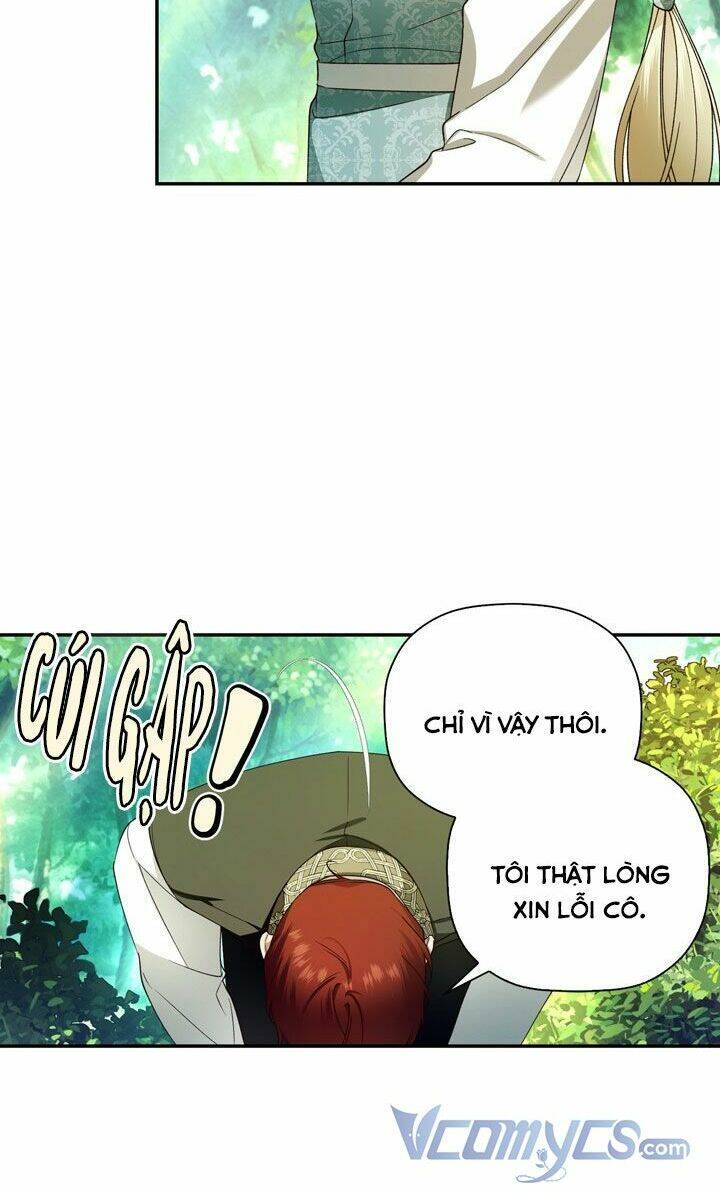 CÚI GẬP!
CHỈ VÌ VẬY THÔI.
TÔI THẬT LÒNG
XIN LỖI CÔ.
VCOMYCS.com